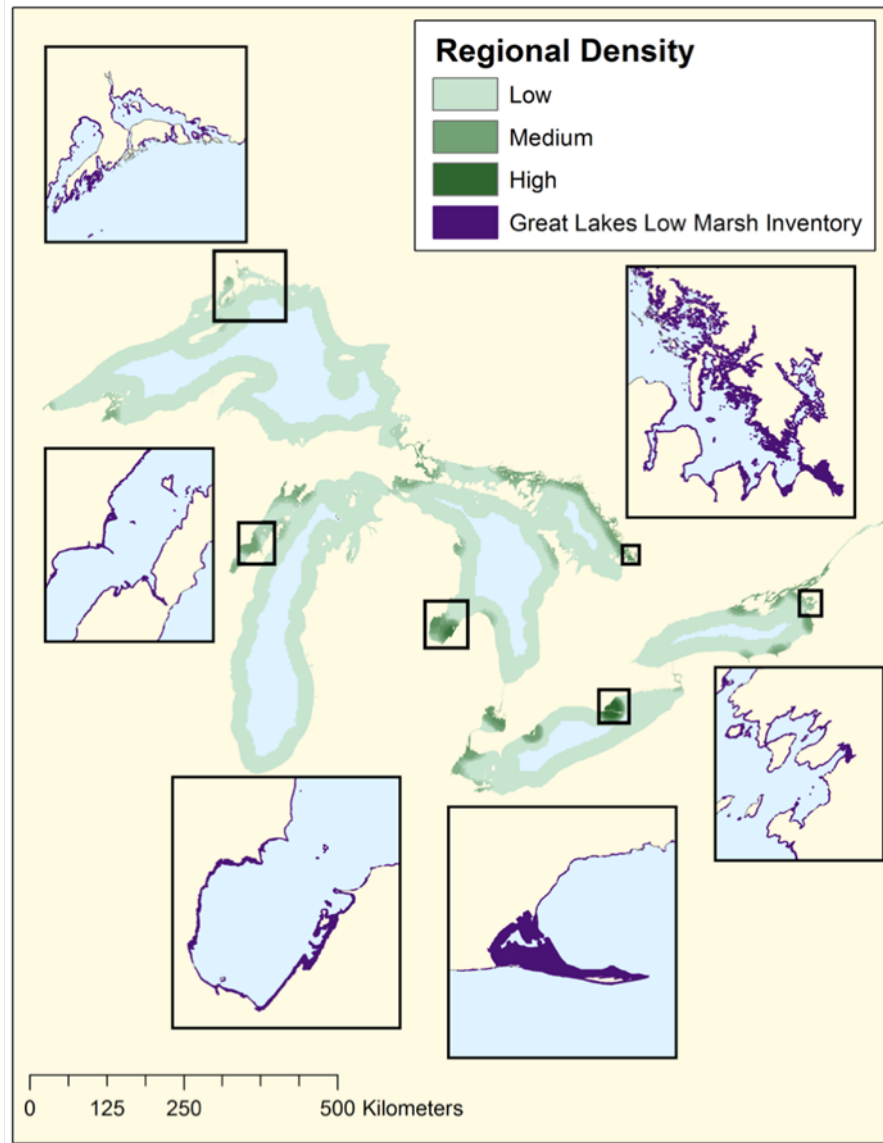 Regional Density
Low
Medium
High
Great Lakes Low Marsh Inventory
0 125 250 500 Kilometers